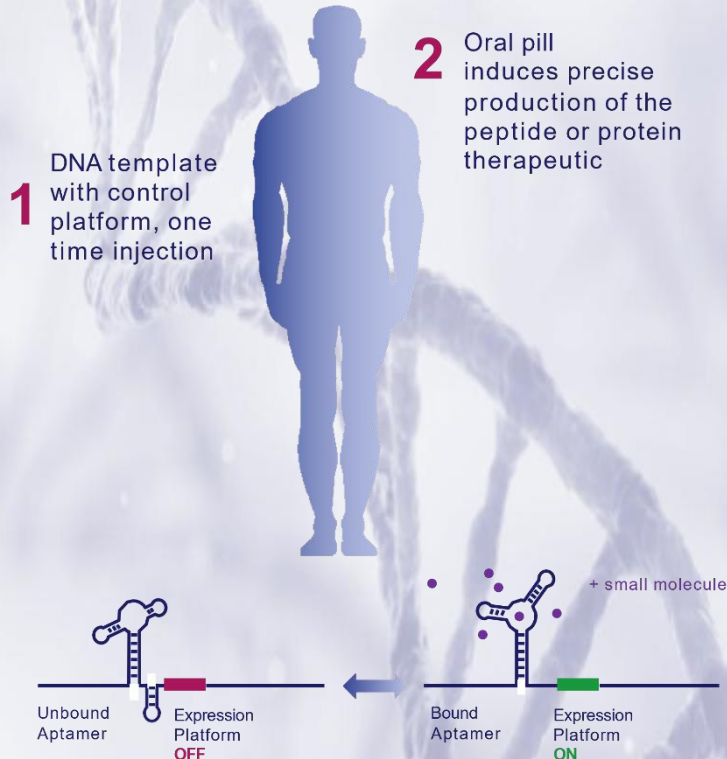 1
DNA template
with control
platform, one
time injection
2
Oral pill
induces precise
production of the
peptide or protein
therapeutic
+ small molecule
Unbound
Aptamer
Expression
Platform
OFF
Bound
Aptamer
Expression
Platform
ON